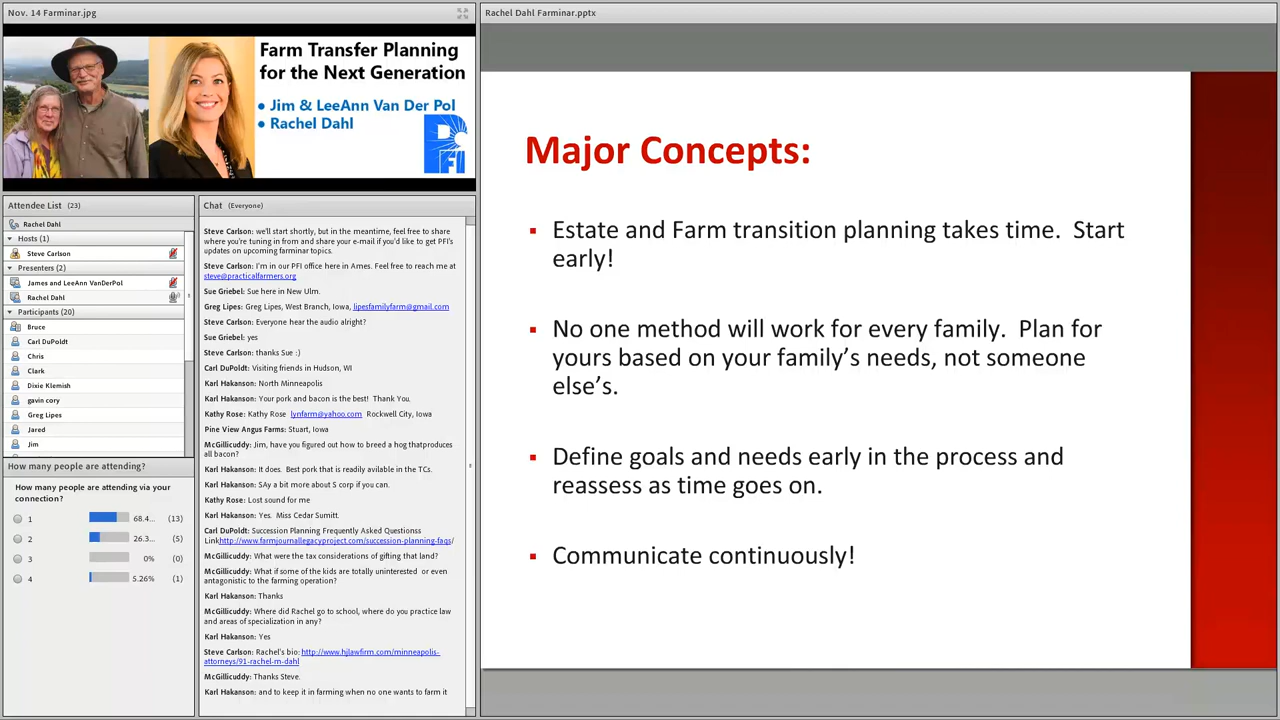 Nov. 14 Farminar.jpg
Farm Transfer Planning
for the Next Generation
• Jim & LeeAnn Van Der Pol
• Rachel Dahl
PFI
Attendee List (23)
Rachel Dahl
Hosts (1)
Steve Carlson
Presenters (2)
James and LeeAnn VanDerPol
Rachel Dahl
Participants (20)
Bruce
Carl DuPoldt
Chris
Clark
Dixie Klemish
gavin cory
Greg Lipes
Jared
Jim
How many people are attending?
How many people are attending via your
connection?
1 68.4... (13)
2 26.3... (5)
3 0% (0)
4 5.26% (1)
Chat (Everyone)
Steve Carlson: we'll start shortly, but in the meantime, feel free to share
where you're tuning in from and share your e-mail if you'd like to get PFI's
updates on upcoming farminar topics.
Steve Carlson: I'm in our PFI office here in Ames. Feel free to reach me at
steve@practicalfarmers.org
Sue Griebel: Sue here in New Ulm.
Greg Lipes: Greg Lipes, West Branch, Iowa, lipesfamilyfarm@gmail.com
Steve Carlson: Everyone hear the audio alright?
Sue Griebel: yes
Steve Carlson: thanks Sue :)
Carl DuPoldt: Visiting friends in Hudson, WI
Karl Hakanson: North Minneapolis
Karl Hakanson: Your pork and bacon is the best! Thank You.
Kathy Rose: Kathy Rose lynfarm@yahoo.com Rockwell City, Iowa
Pine View Angus Farms: Stuart, Iowa
McGillicuddy: Jim, have you figured out how to breed a hog thatproduces
all bacon?
Karl Hakanson: It does. Best pork that is readily avilable in the TCs.
Karl Hakanson: SAy a bit more about S corp if you can.
Kathy Rose: Lost sound for me
Karl Hakanson: Yes. Miss Cedar Sumitt.
Carl DuPoldt: Succession Planning Frequently Asked Questionss
Linkhttp://www.farmjournallegacyproject.com/succession-planning-faqs/
McGillicuddy: What were the tax considerations of gifting that land?
McGillicuddy: What if some of the kids are totally uninterested or even
antagonistic to the farming operation?
Karl Hakanson: Thanks
McGillicuddy: Where did Rachel go to school, where do you practice law
and areas of specialization in any?
Karl Hakanson: Yes
Steve Carlson: Rachel's bio: http://www.hjlawfirm.com/minneapolis-
attorneys/91-rachel-m-dahl
McGillicuddy: Thanks Steve.
Karl Hakanson: and to keep it in farming when no one wants to farm it
Rachel Dahl Farminar.pptx
Major Concepts:
▪ Estate and Farm transition planning takes time. Start
early!
▪ No one method will work for every family. Plan for
yours based on your family's needs, not someone
else's.
▪ Define goals and needs early in the process and
reassess as time goes on.
▪ Communicate continuously!